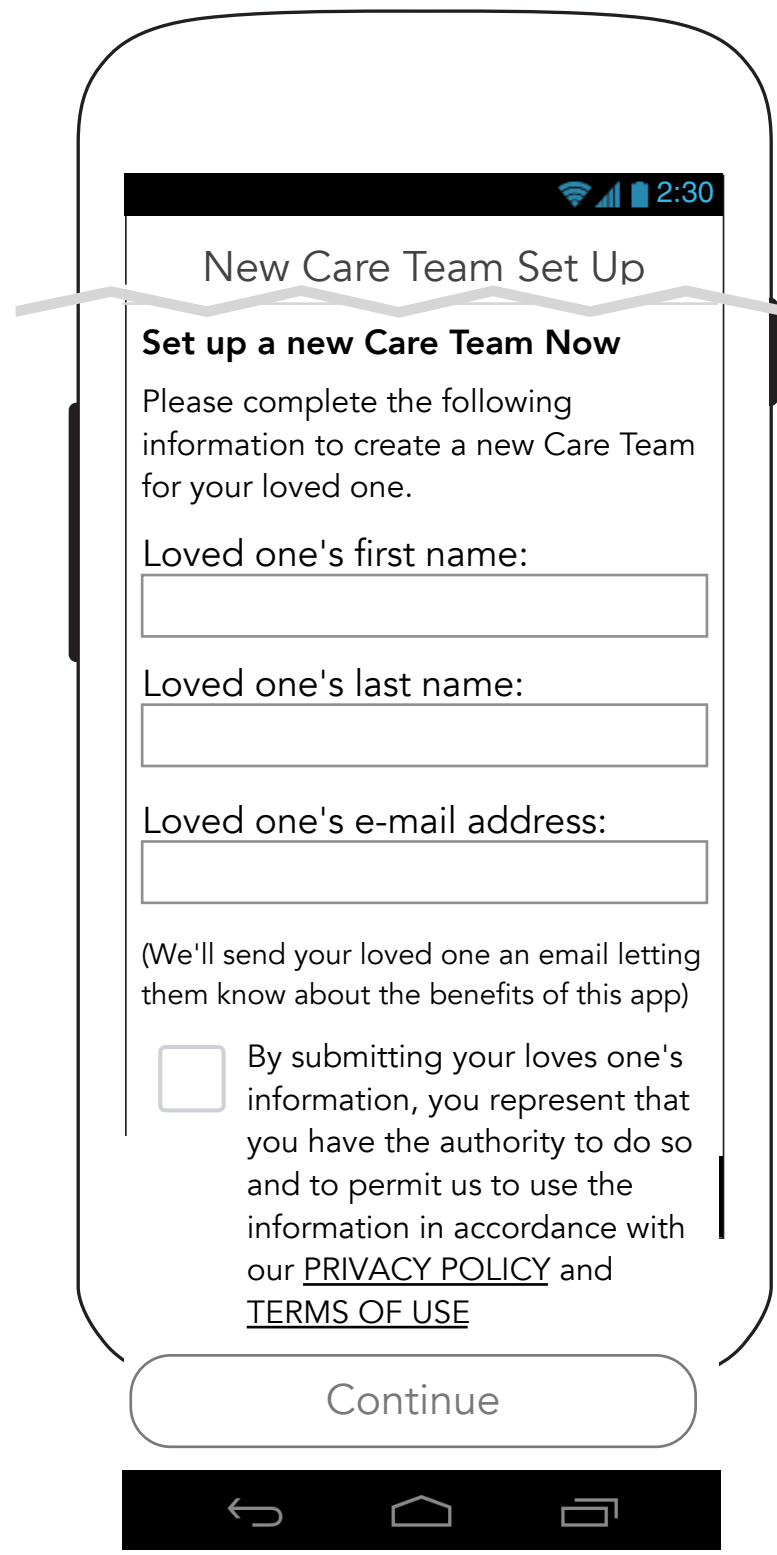 2:30
New Care Team Set Up
Set up a new Care Team Now
Please complete the following
information to create a new Care Team
for your loved one.
Loved one's first name:
Loved one's last name:
Loved one's e-mail address:
(We'll send your loved one an email letting
them know about the benefits of this app)
By submitting your loves one's
information, you represent that
you have the authority to do so
and to permit us to use the
information in accordance with
our PRIVACY POLICY and
TERMS OF USE
Continue